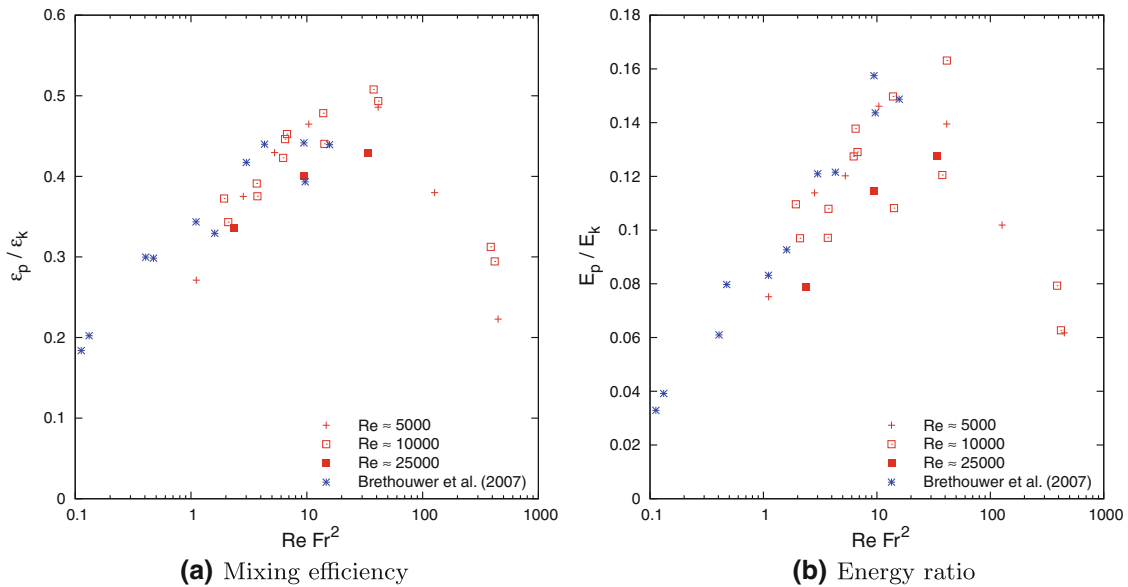 0.6
0.5
0.4
0.3
0.2
0.1
0
ε_p / ε_k
0.1 1 10 100 1000
Re Fr²
Re ≈ 5000
Re ≈ 10000
Re ≈ 25000
Brethouwer et al. (2007)
(a) Mixing efficiency
0.18
0.16
0.14
0.12
0.1
0.08
0.06
0.04
0.02
0
E_p / E_k
0.1 1 10 100 1000
Re Fr²
Re ≈ 5000
Re ≈ 10000
Re ≈ 25000
Brethouwer et al. (2007)
(b) Energy ratio